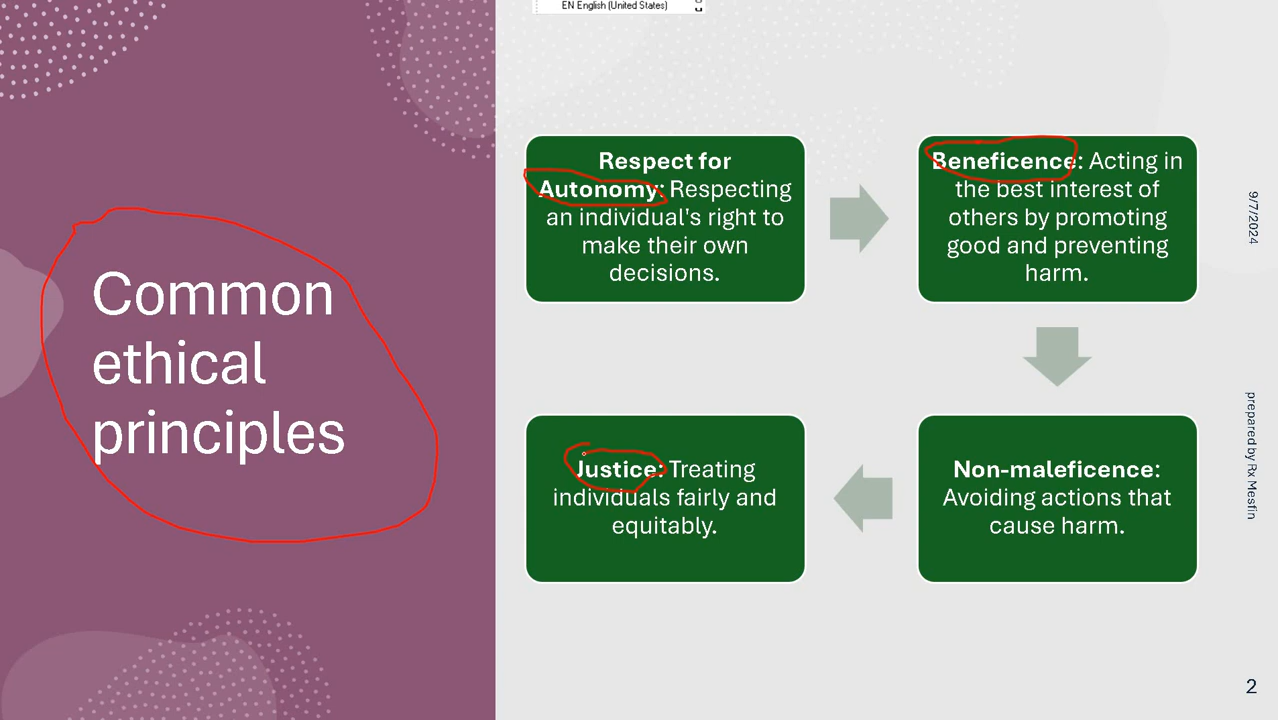 EN English (United States)
Common
ethical
principles
Respect for
Autonomy: Respecting
an individual's right to
make their own
decisions.
Beneficence: Acting in
the best interest of
others by promoting
good and preventing
harm.
Non-maleficence:
Avoiding actions that
cause harm.
Justice: Treating
individuals fairly and
equitably.
9/7/2024
prepared by Rx Mesfin
2